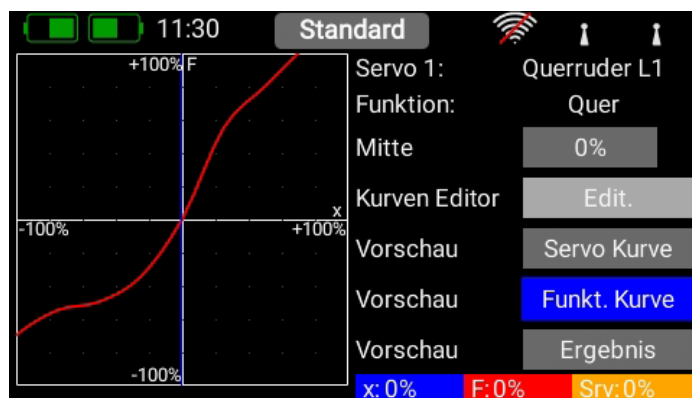 11:30 Standard
+100% F
Servo 1: Querruder L1
Funktion: Quer
Mitte 0%
Kurven Editor Edit.
x
-100% +100%
Vorschau Servo Kurve
Vorschau Funkt. Kurve
Vorschau Ergebnis
-100%
x: 0% F: 0% Srv: 0%